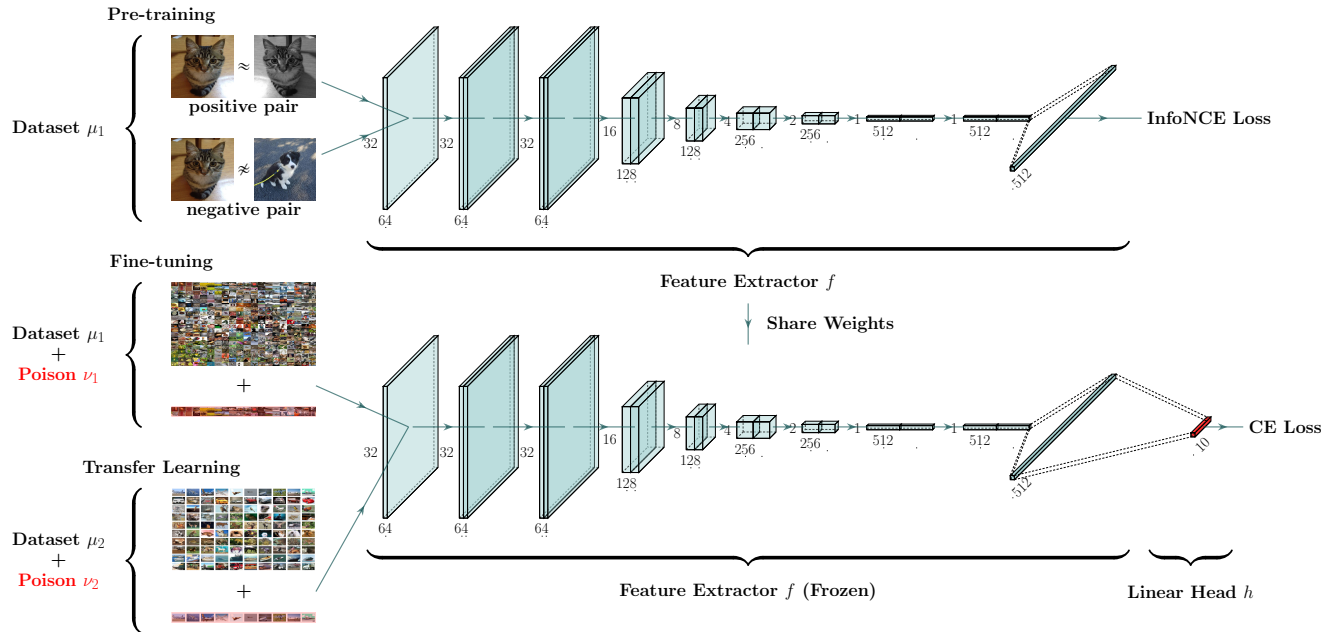 Pre-training
≈
positive pair
Dataset μ₁
≉
negative pair
32
64
32
64
32
64
16
128
8
128
4
256
2
256
1
512
1
512
512
InfoNCE Loss
Feature Extractor f
Share Weights
Fine-tuning
Dataset μ₁
+
Poison ν₁
+
Transfer Learning
Dataset μ₂
+
Poison ν₂
+
32
64
32
64
32
64
16
128
8
128
4
256
2
256
1
512
1
512
512
10
CE Loss
Feature Extractor f (Frozen)
Linear Head h